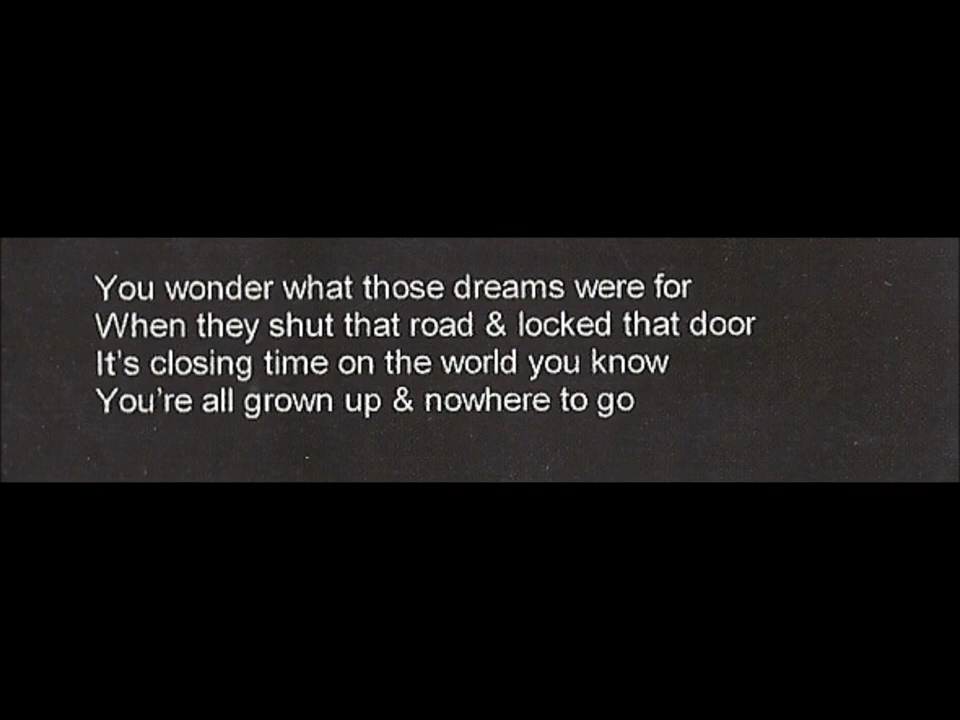 You wonder what those dreams were for
When they shut that road & locked that door
It's closing time on the world you know
You're all grown up & nowhere to go